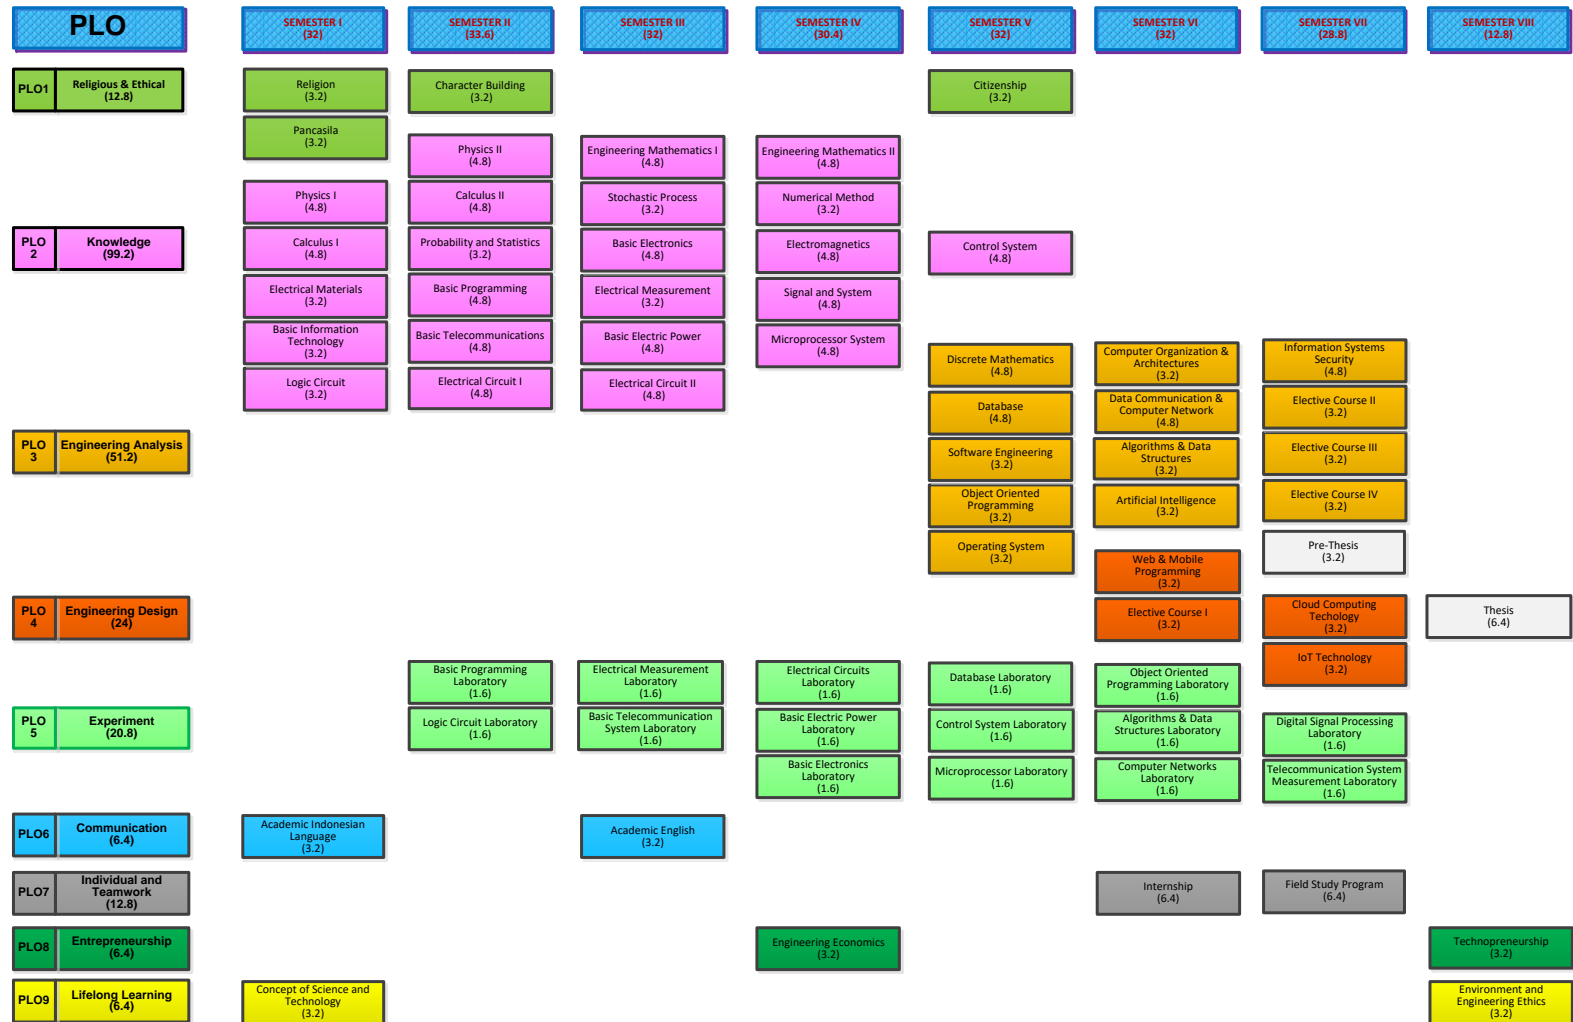 PLO
SEMESTER I
(32)
SEMESTER II
(33.6)
SEMESTER III
(32)
SEMESTER IV
(30.4)
SEMESTER V
(32)
SEMESTER VI
(32)
SEMESTER VII
(28.8)
SEMESTER VIII
(12.8)
PLO1
Religious & Ethical
(12.8)
Religion
(3.2)
Character Building
(3.2)
Citizenship
(3.2)
Pancasila
(3.2)
Physics II
(4.8)
Engineering Mathematics I
(4.8)
Engineering Mathematics II
(4.8)
Physics I
(4.8)
Calculus II
(4.8)
Stochastic Process
(3.2)
Numerical Method
(3.2)
PLO
2
Knowledge
(99.2)
Calculus I
(4.8)
Probability and Statistics
(3.2)
Basic Electronics
(4.8)
Electromagnetics
(4.8)
Control System
(4.8)
Electrical Materials
(3.2)
Basic Programming
(4.8)
Electrical Measurement
(3.2)
Signal and System
(4.8)
Basic Information
Technology
(3.2)
Basic Telecommunications
(4.8)
Basic Electric Power
(4.8)
Microprocessor System
(4.8)
Discrete Mathematics
(4.8)
Computer Organization &
Architectures
(3.2)
Information Systems
Security
(4.8)
Logic Circuit
(3.2)
Electrical Circuit I
(4.8)
Electrical Circuit II
(4.8)
Database
(4.8)
Data Communication &
Computer Network
(4.8)
Elective Course II
(3.2)
PLO
3
Engineering Analysis
(51.2)
Software Engineering
(3.2)
Algorithms & Data
Structures
(3.2)
Elective Course III
(3.2)
Object Oriented
Programming
(3.2)
Artificial Intelligence
(3.2)
Elective Course IV
(3.2)
Operating System
(3.2)
Web & Mobile
Programming
(3.2)
Pre-Thesis
(3.2)
PLO
4
Engineering Design
(24)
Elective Course I
(3.2)
Cloud Computing
Techology
(3.2)
Thesis
(6.4)
IoT Technology
(3.2)
Basic Programming
Laboratory
(1.6)
Electrical Measurement
Laboratory
(1.6)
Electrical Circuits
Laboratory
(1.6)
Database Laboratory
(1.6)
Object Oriented
Programming Laboratory
(1.6)
PLO
5
Experiment
(20.8)
Logic Circuit Laboratory
(1.6)
Basic Telecommunication
System Laboratory
(1.6)
Basic Electric Power
Laboratory
(1.6)
Control System Laboratory
(1.6)
Algorithms & Data
Structures Laboratory
(1.6)
Digital Signal Processing
Laboratory
(1.6)
Basic Electronics
Laboratory
(1.6)
Microprocessor Laboratory
(1.6)
Computer Networks
Laboratory
(1.6)
Telecommunication System
Measurement Laboratory
(1.6)
PLO6
Communication
(6.4)
Academic Indonesian
Language
(3.2)
Academic English
(3.2)
PLO7
Individual and
Teamwork
(12.8)
Internship
(6.4)
Field Study Program
(6.4)
PLO8
Entrepreneurship
(6.4)
Engineering Economics
(3.2)
Technopreneurship
(3.2)
PLO9
Lifelong Learning
(6.4)
Concept of Science and
Technology
(3.2)
Environment and
Engineering Ethics
(3.2)